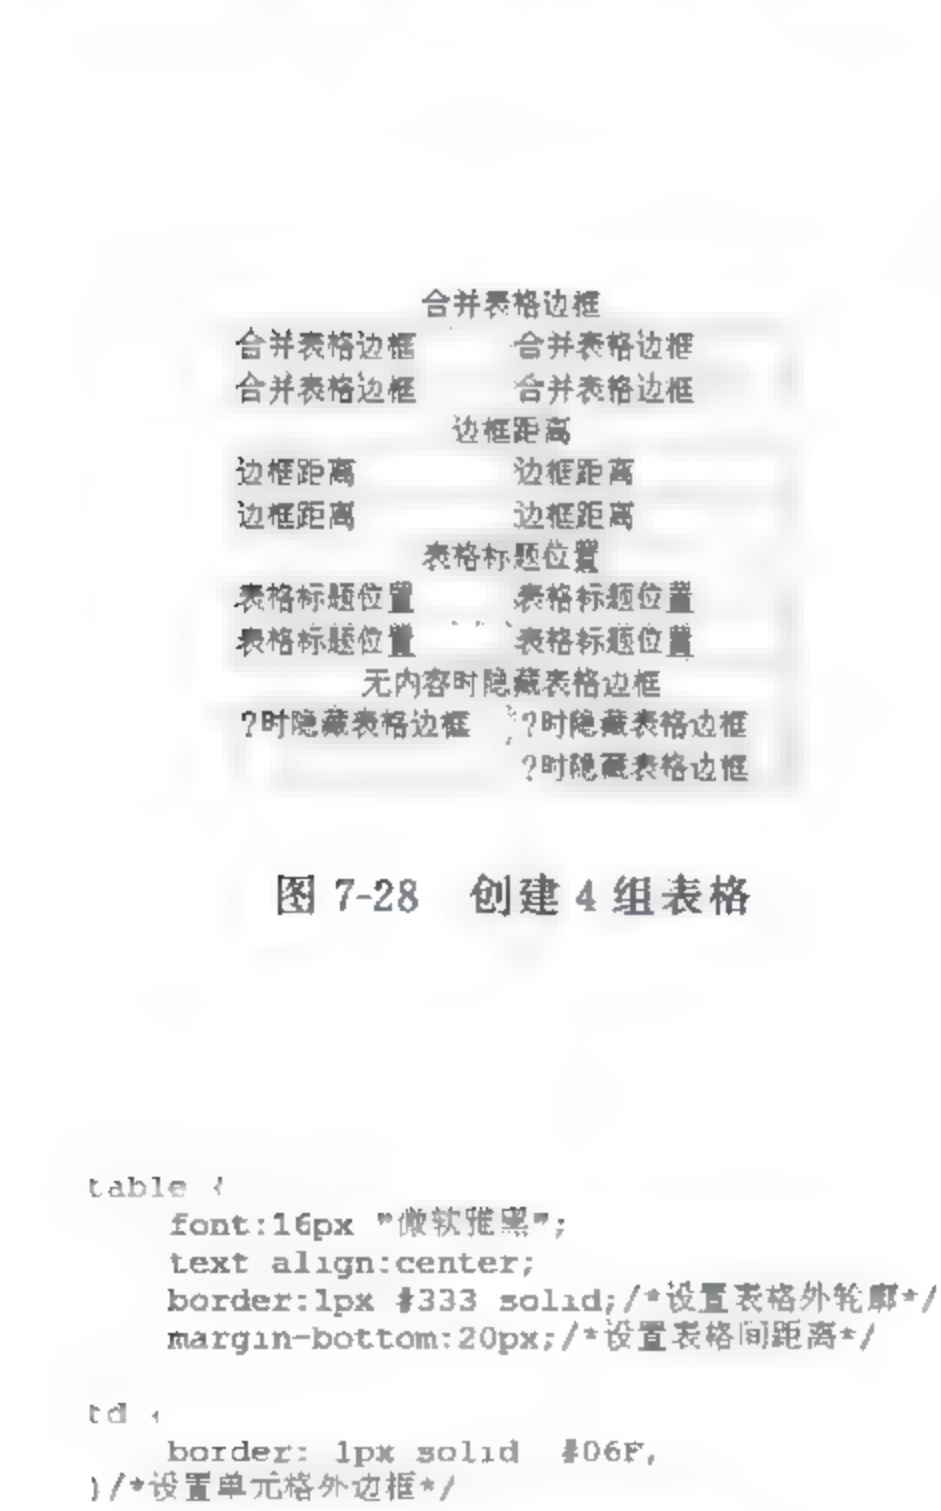 合并表格边框
合并表格边框 合并表格边框
合并表格边框 合并表格边框
边框距离
边框距离 边框距离
边框距离 边框距离
表格标题位置
表格标题位置 表格标题位置
表格标题位置 表格标题位置
无内容时隐藏表格边框
?时隐藏表格边框 ?时隐藏表格边框
?时隐藏表格边框
图 7-28 创建 4 组表格
table {
font:16px "微软雅黑";
text align:center;
border:1px #333 solid;/*设置表格外轮廓*/
margin-bottom:20px;/*设置表格间距离*/
td {
border: 1px solid #06F,
}/*设置单元格外边框*/